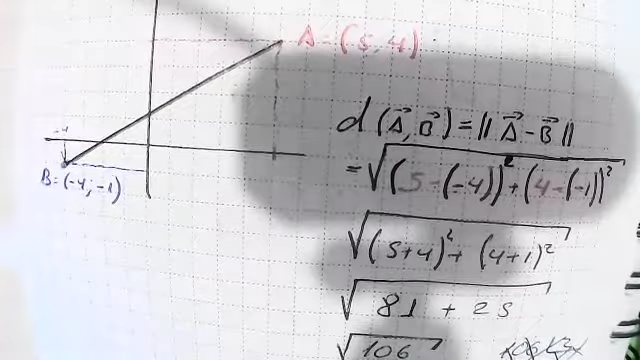 A=(5,4)
-4
B=(-4;-1)
d(A⃗,B⃗)=||A⃗-B⃗||
=√(5-(-4))²+(4-(-1))²
√(5+4)²+(4+1)²
√81+25
√106